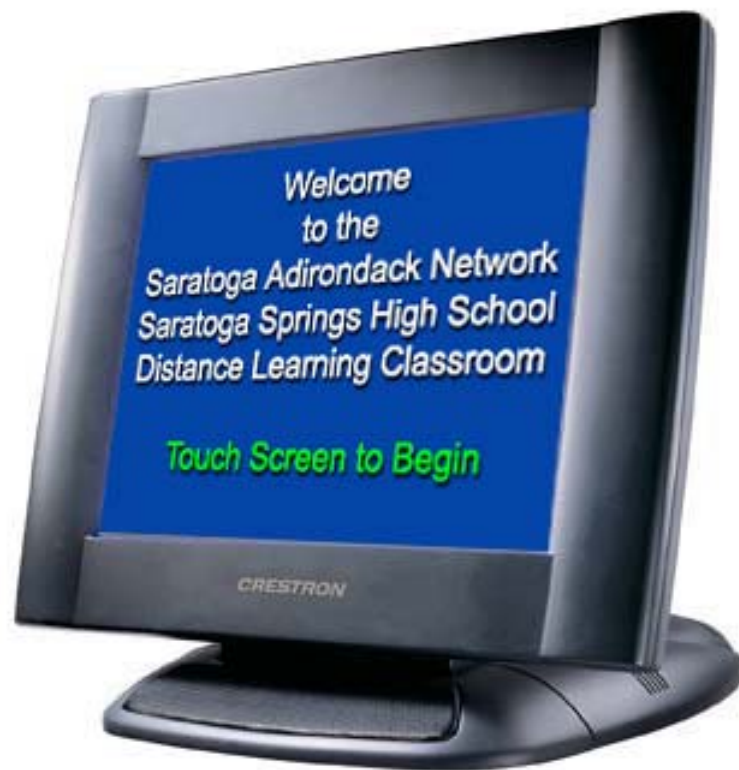 Welcome
to the
Saratoga Adirondack Network
Saratoga Springs High School
Distance Learning Classroom
Touch Screen to Begin
CRESTRON